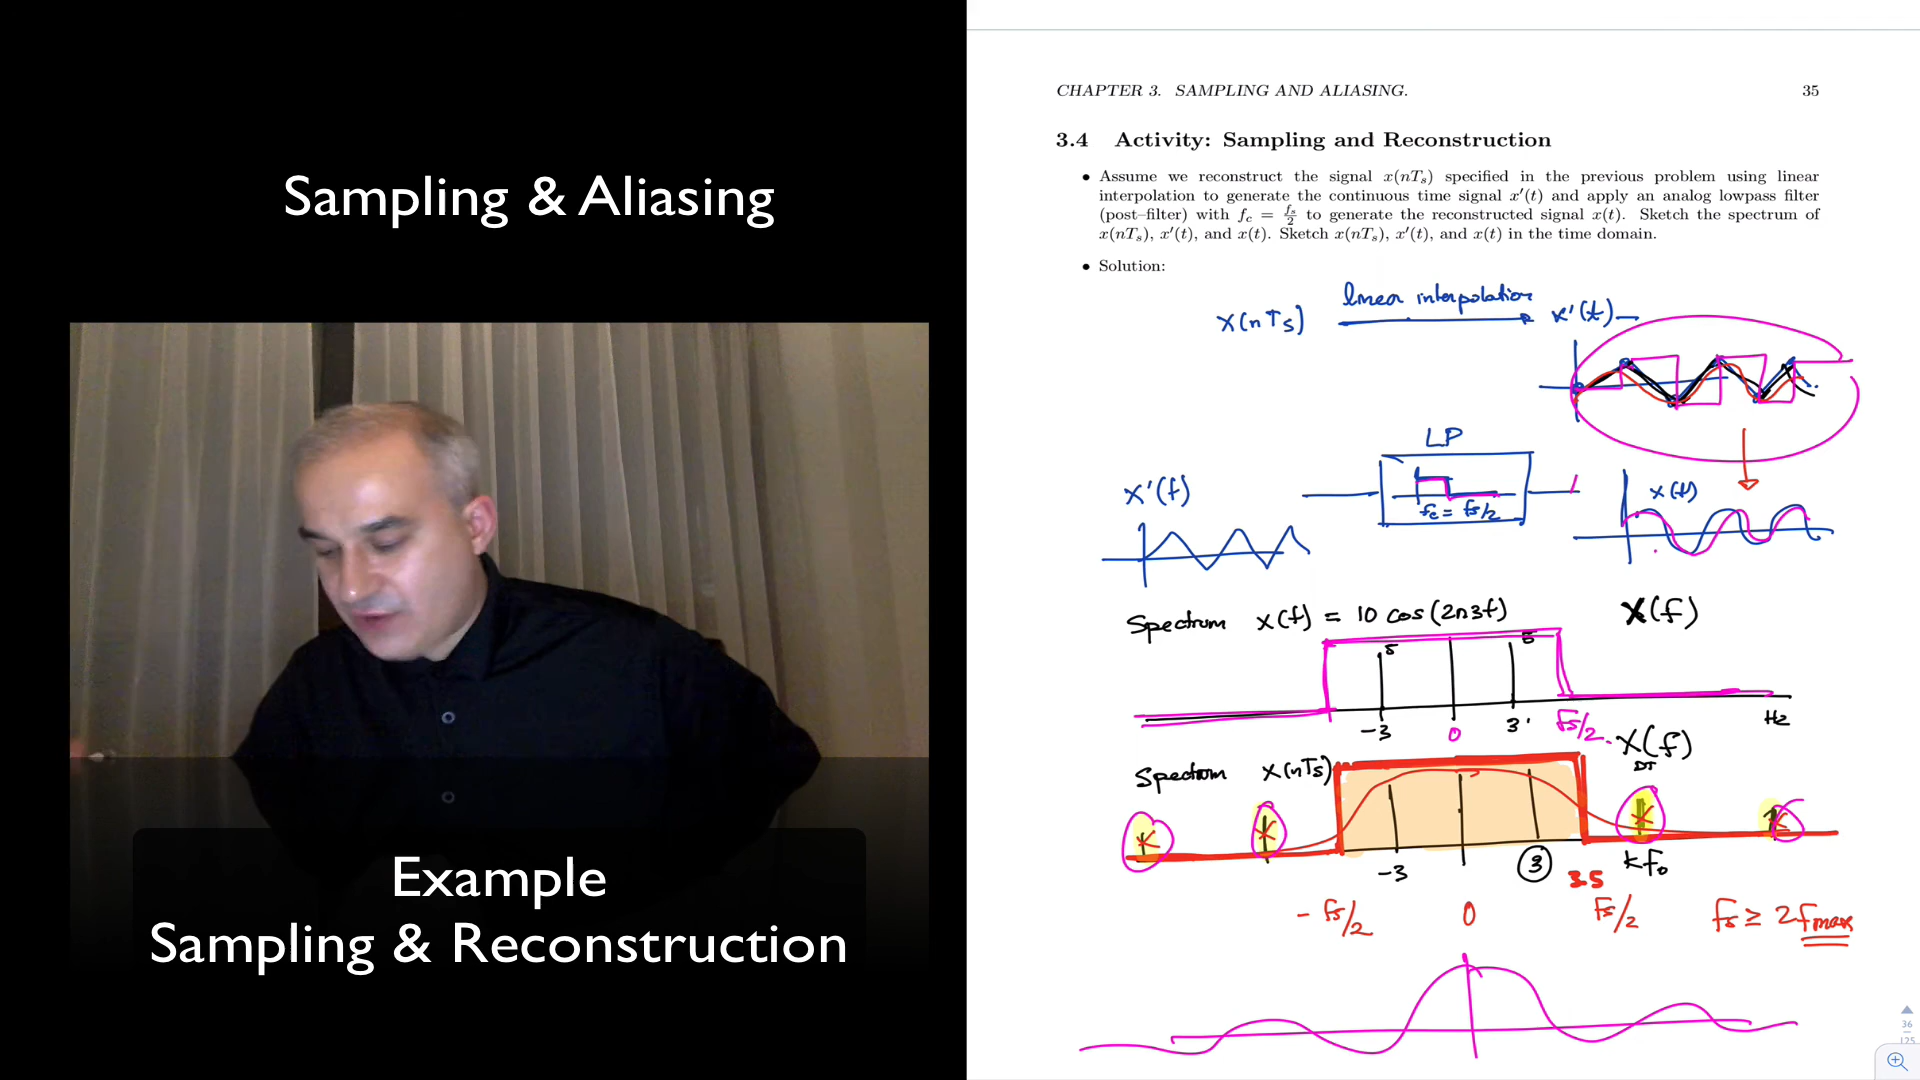 Sampling & Aliasing
Example
Sampling & Reconstruction
CHAPTER 3. SAMPLING AND ALIASING.
35
3.4 Activity: Sampling and Reconstruction
• Assume we reconstruct the signal x(nTₛ) specified in the previous problem using linear
interpolation to generate the continuous time signal x′(t) and apply an analog lowpass filter
(post–filter) with f_c = fₛ/2 to generate the reconstructed signal x(t). Sketch the spectrum of
x(nTₛ), x′(t), and x(t). Sketch x(nTₛ), x′(t), and x(t) in the time domain.
• Solution:
x(nTs) linear interpolation x'(t)
LP
x'(t)
fc = fs/2
x(t)
Spectrum x(t) = 10 cos(2π3t) X(f)
5 5
-3 0 3 fs/2 Hz
Spectrum x(nTs) X(f)
DT
-3 3 kf₀
3.5
- fs/2 0 fs/2 fs ≥ 2fmax
36
125